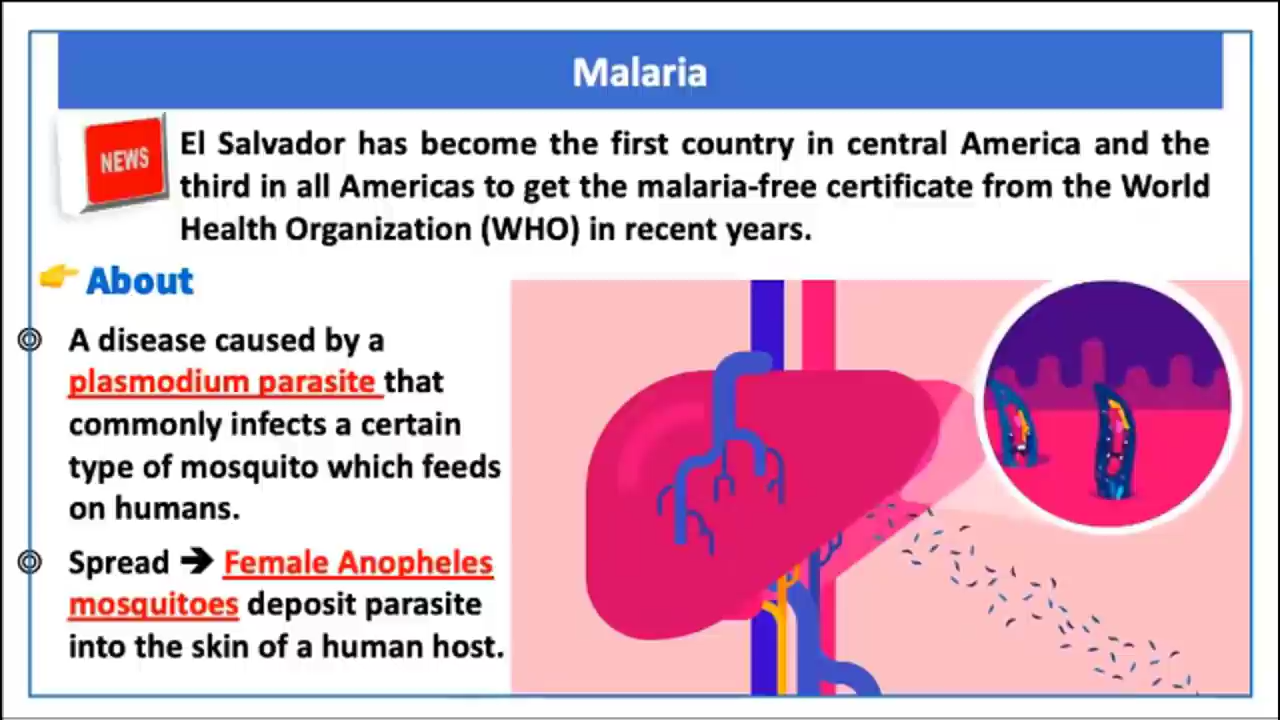 Malaria
NEWS
El Salvador has become the first country in central America and the
third in all Americas to get the malaria-free certificate from the World
Health Organization (WHO) in recent years.
About
A disease caused by a
plasmodium parasite that
commonly infects a certain
type of mosquito which feeds
on humans.
Spread ➔ Female Anopheles
mosquitoes deposit parasite
into the skin of a human host.